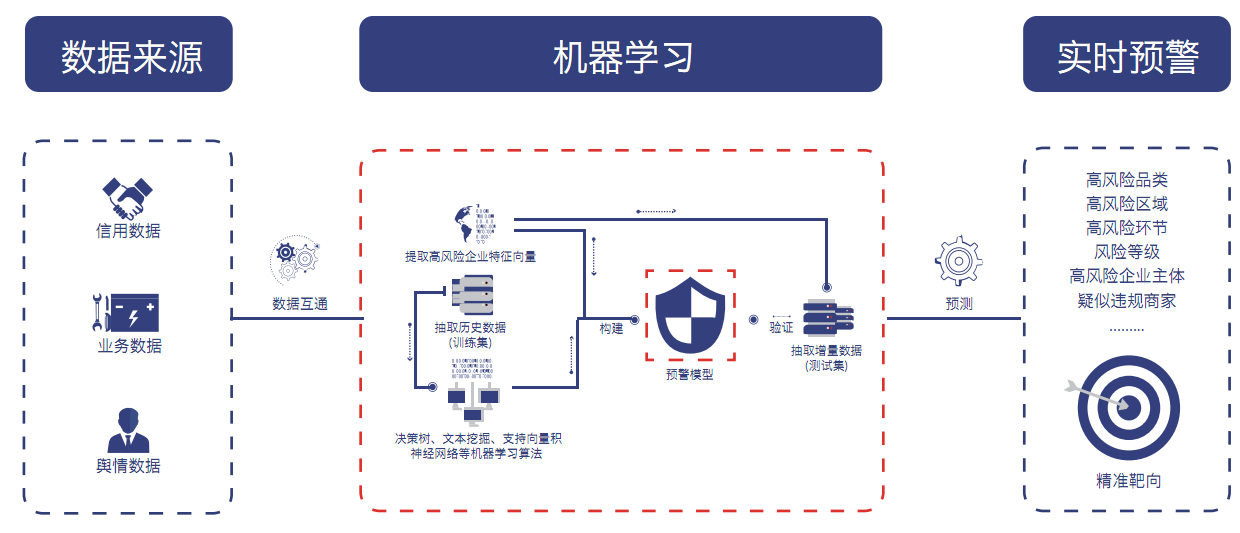 数据来源
机器学习
实时预警
信用数据
业务数据
舆情数据
数据互通
提取高风险企业特征向量
抽取历史数据
(训练集)
决策树、文本挖掘、支持向量积
神经网络等机器学习算法
构建
预警模型
验证
抽取增量数据
(测试集)
预测
高风险品类
高风险区域
高风险环节
风险等级
高风险企业主体
疑似违规商家
.........
精准靶向